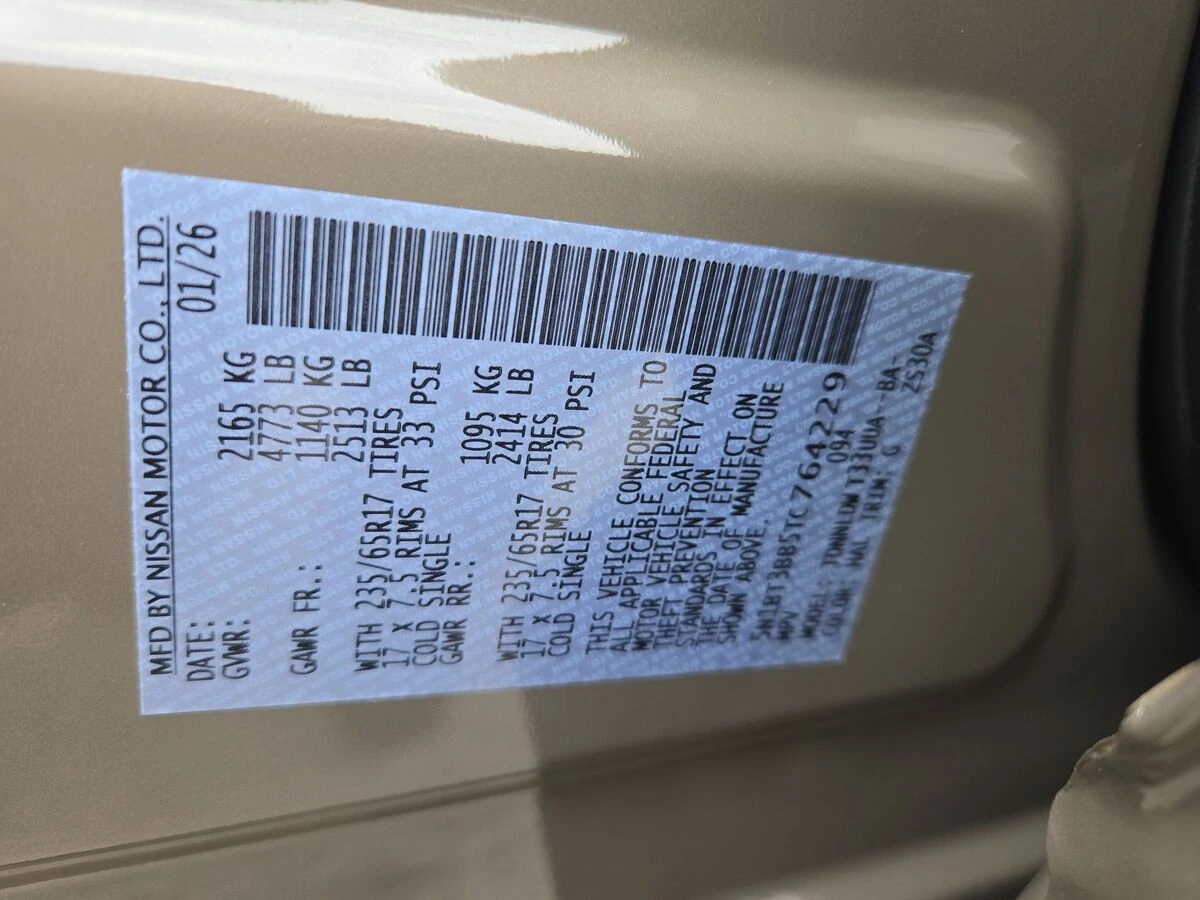 MFD BY NISSAN MOTOR CO., LTD.
DATE: 01/26
GVWR: 2165 KG
4773 LB
GAWR FR.: 1140 KG
2513 LB
WITH 235/65R17 TIRES
17 X 7.5 RIMS AT 33 PSI
COLD SINGLE
GAWR RR.: 1095 KG
2414 LB
WITH 235/65R17 TIRES
17 X 7.5 RIMS AT 30 PSI
COLD SINGLE
THIS VEHICLE CONFORMS TO
ALL APPLICABLE FEDERAL
MOTOR VEHICLE SAFETY AND
THEFT PREVENTION
STANDARDS IN EFFECT ON
THE DATE OF MANUFACTURE
SHOWN ABOVE.
5N1BT3BB5TC764229
MPV 094
MODEL: TDNNLDW T33UUA--BA-
COLOR: HAL TRIM: G ZS30A